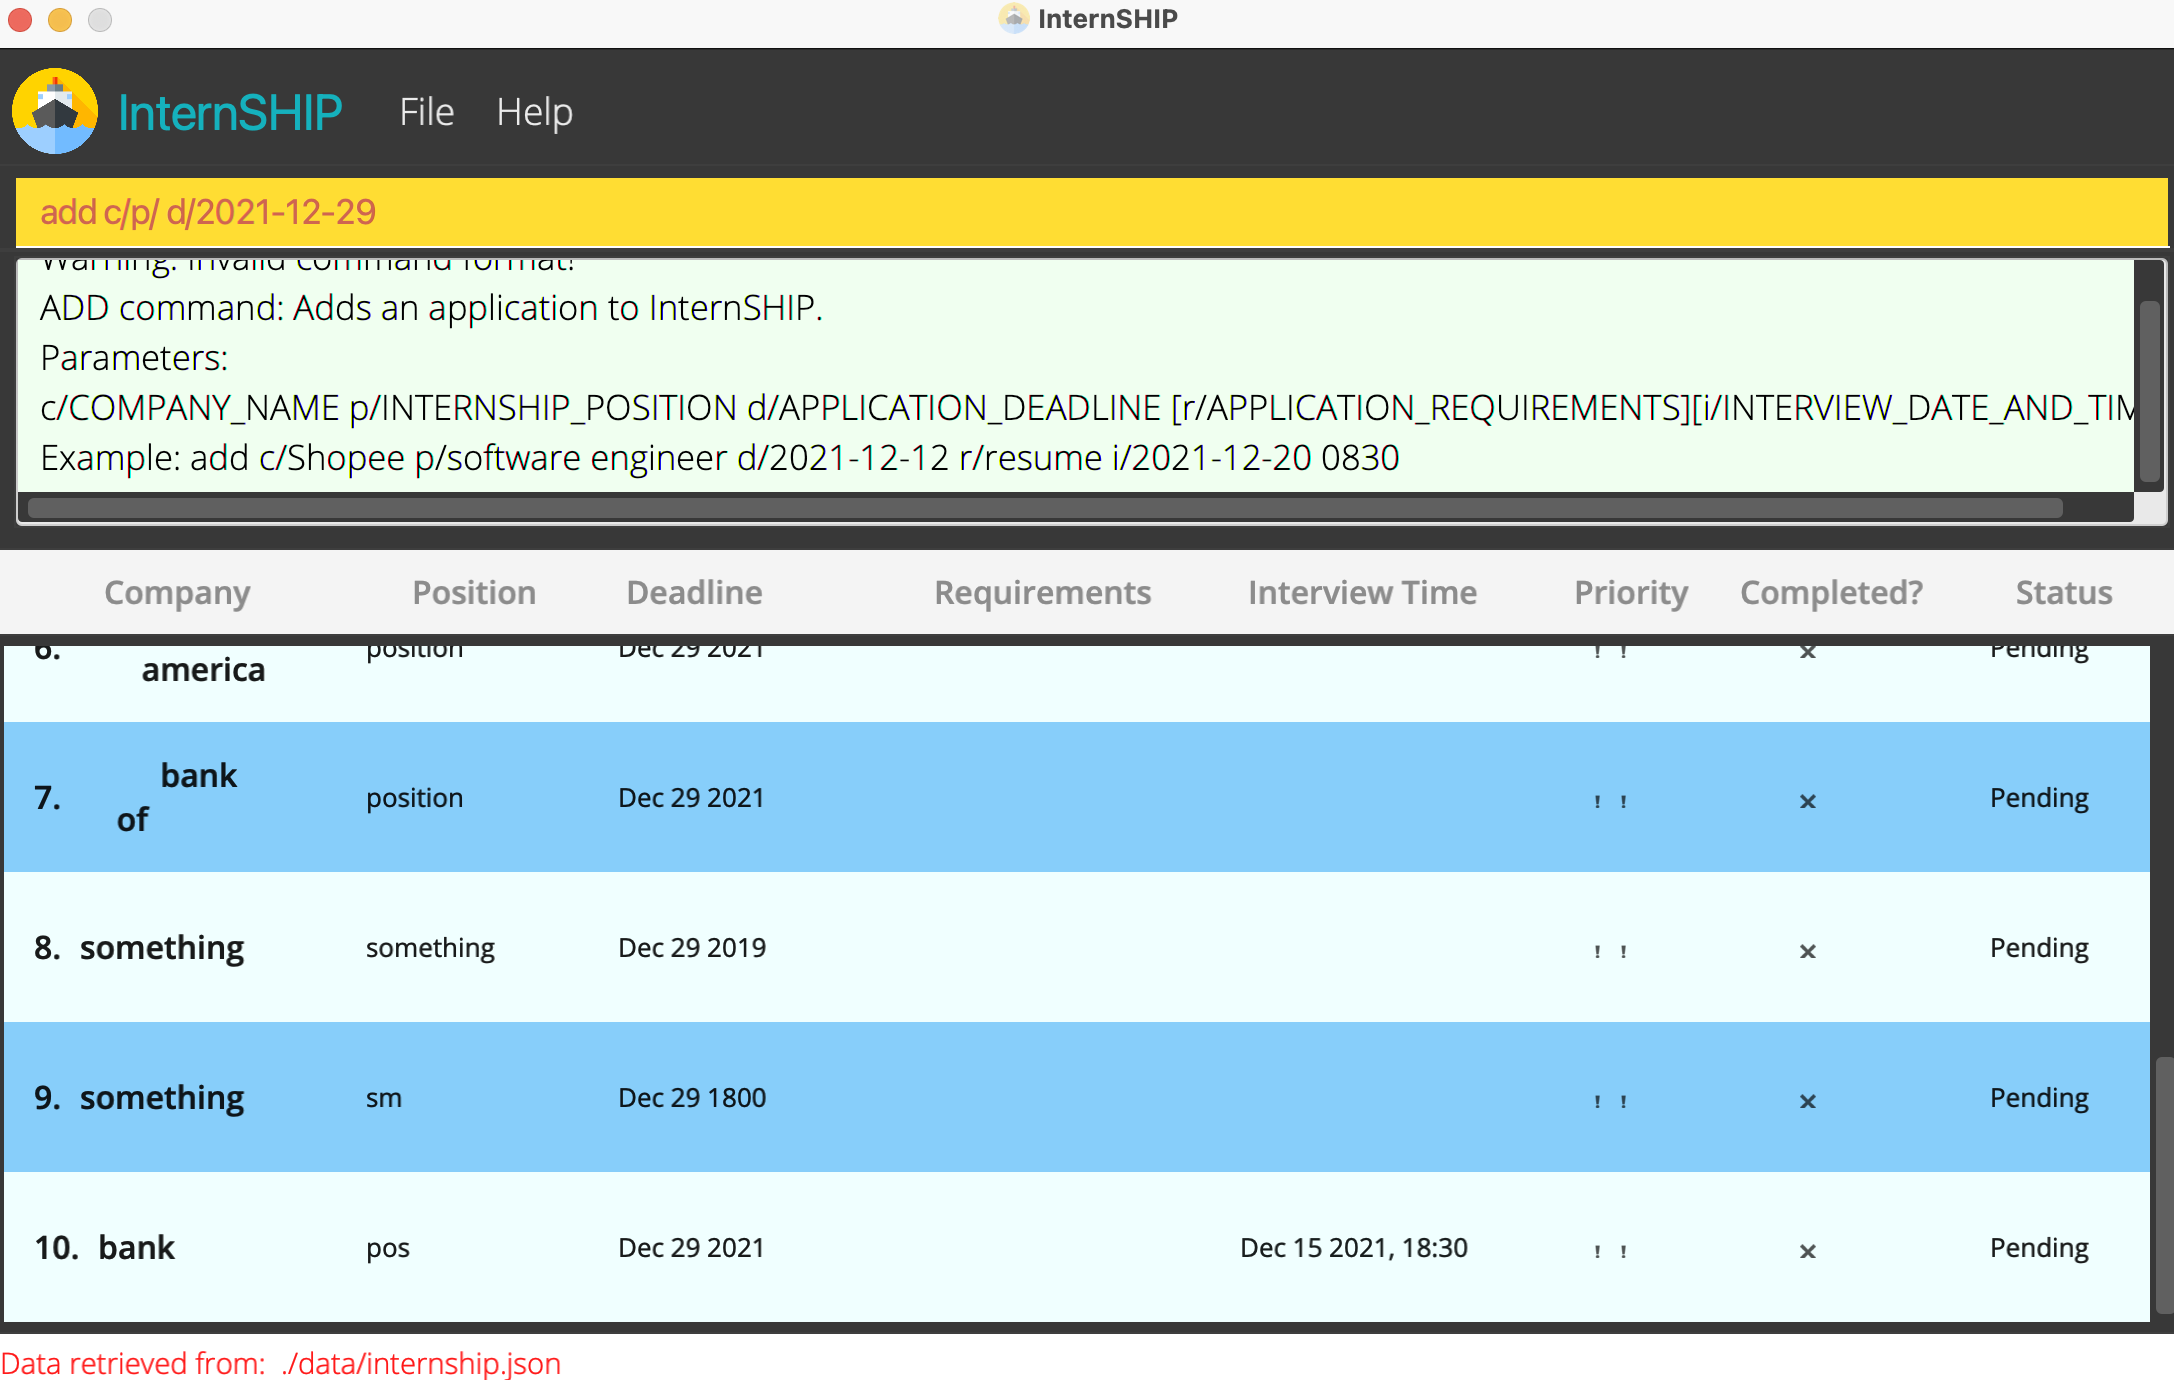 InternSHIP
InternSHIP File Help
add c/p/ d/2021-12-29
Warning: Invalid command format!
ADD command: Adds an application to InternSHIP.
Parameters:
c/COMPANY_NAME p/INTERNSHIP_POSITION d/APPLICATION_DEADLINE [r/APPLICATION_REQUIREMENTS][i/INTERVIEW_DATE_AND_TIM
Example: add c/Shopee p/software engineer d/2021-12-12 r/resume i/2021-12-20 0830
Company Position Deadline Requirements Interview Time Priority Completed? Status
6. america position Dec 29 2021 ! ! × Pending
7. bank of position Dec 29 2021 ! ! × Pending
8. something something Dec 29 2019 ! ! × Pending
9. something sm Dec 29 1800 ! ! × Pending
10. bank pos Dec 29 2021 Dec 15 2021, 18:30 ! ! × Pending
Data retrieved from: ./data/internship.json